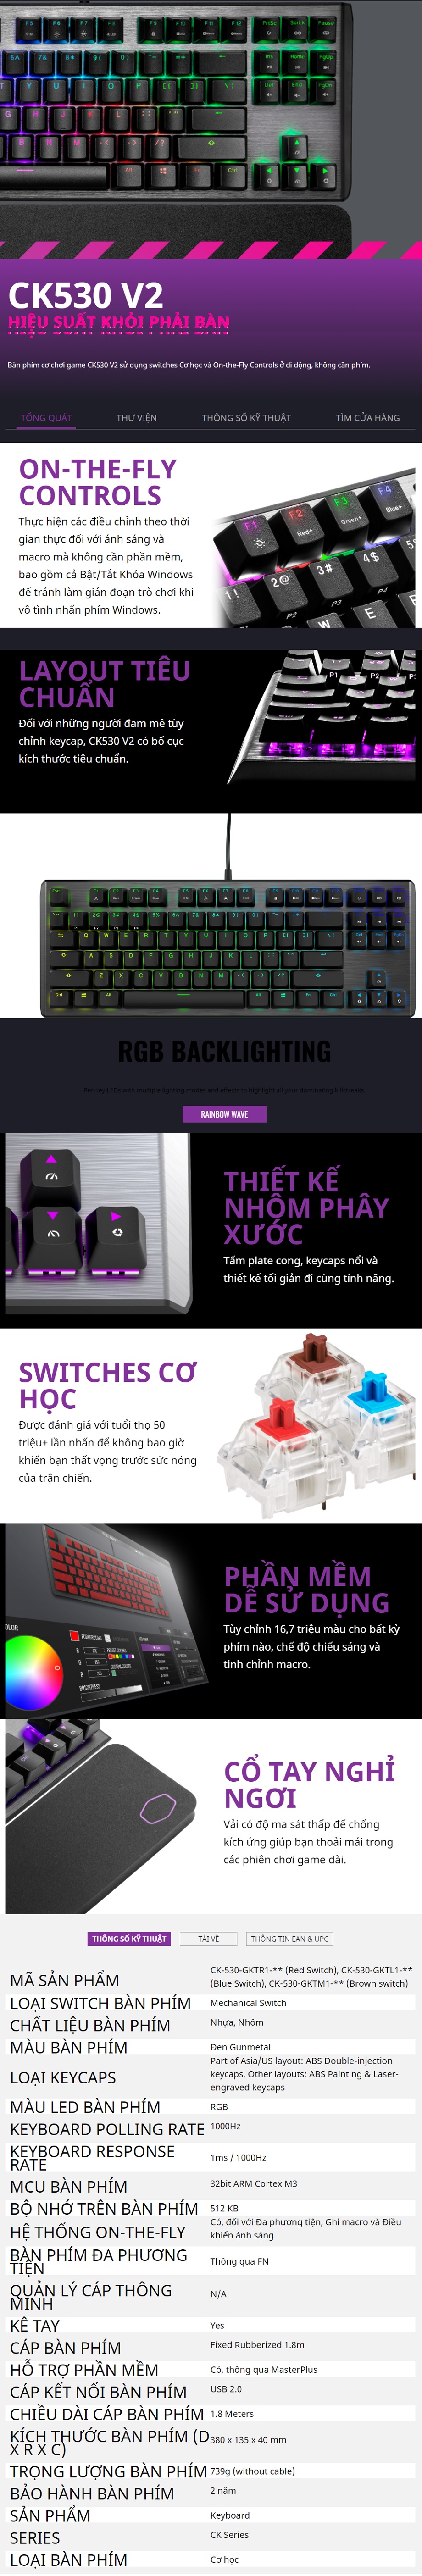 CK530 V2
HIỆU SUẤT KHỎI PHẢI BÀN
Bàn phím cơ chơi game CK530 V2 sử dụng switches Cơ học và On-the-Fly Controls ở di động, không cần phím.
TỔNG QUÁT
THƯ VIỆN
THÔNG SỐ KỸ THUẬT
TÌM CỬA HÀNG
ON-THE-FLY
CONTROLS
Thực hiện các điều chỉnh theo thời
gian thực đối với ánh sáng và
macro mà không cần phần mềm,
bao gồm cả Bật/Tắt Khóa Windows
để tránh làm gián đoạn trò chơi khi
vô tình nhấn phím Windows.
LAYOUT TIÊU
CHUẨN
Đối với những người đam mê tùy
chỉnh keycap, CK530 V2 có bố cục
kích thước tiêu chuẩn.
RGB BACKLIGHTING
RAINBOW WAVE
THIẾT KẾ
NHÔM PHÂY
XƯỚC
Tấm plate cong, keycaps nổi và
thiết kế tối giản đi cùng tính năng.
SWITCHES CƠ
HỌC
Được đánh giá với tuổi thọ 50
triệu+ lần nhấn để không bao giờ
khiến bạn thất vọng trước sức nóng
của trận chiến.
PHẦN MỀM
DỄ SỬ DỤNG
Tùy chỉnh 16,7 triệu màu cho bất kỳ
phím nào, chế độ chiếu sáng và
tinh chỉnh macro.
CỔ TAY NGHỈ
NGƠI
Vải có độ ma sát thấp để chống
kích ứng giúp bạn thoải mái trong
các phiên chơi game dài.
THÔNG SỐ KỸ THUẬT
TẢI VỀ
THÔNG TIN EAN & UPC
MÃ SẢN PHẨM
CK-530-GKTR1-** (Red Switch), CK-530-GKTL1-**
(Blue Switch), CK-530-GKTM1-** (Brown switch)
LOẠI SWITCH BÀN PHÍM
Mechanical Switch
CHẤT LIỆU BÀN PHÍM
Nhựa, Nhôm
MÀU BÀN PHÍM
Đen Gunmetal
LOẠI KEYCAPS
Part of Asia/US layout: ABS Double-injection
keycaps, Other layouts: ABS Painting & Laser-
engraved keycaps
MÀU LED BÀN PHÍM
RGB
KEYBOARD POLLING RATE
1000Hz
KEYBOARD RESPONSE
RATE
1ms / 1000Hz
MCU BÀN PHÍM
32bit ARM Cortex M3
BỘ NHỚ TRÊN BÀN PHÍM
512 KB
HỆ THỐNG ON-THE-FLY
Có, đối với Đa phương tiện, Ghi macro và Điều
khiển ánh sáng
BÀN PHÍM ĐA PHƯƠNG
TIỆN
Thông qua FN
QUẢN LÝ CÁP THÔNG
MINH
N/A
KÊ TAY
Yes
CÁP BÀN PHÍM
Fixed Rubberized 1.8m
HỖ TRỢ PHẦN MỀM
Có, thông qua MasterPlus
CÁP KẾT NỐI BÀN PHÍM
USB 2.0
CHIỀU DÀI CÁP BÀN PHÍM
1.8 Meters
KÍCH THƯỚC BÀN PHÍM (D
X R X C)
380 x 135 x 40 mm
TRỌNG LƯỢNG BÀN PHÍM
739g (without cable)
BẢO HÀNH BÀN PHÍM
2 năm
SẢN PHẨM
Keyboard
SERIES
CK Series
LOẠI BÀN PHÍM
Cơ học